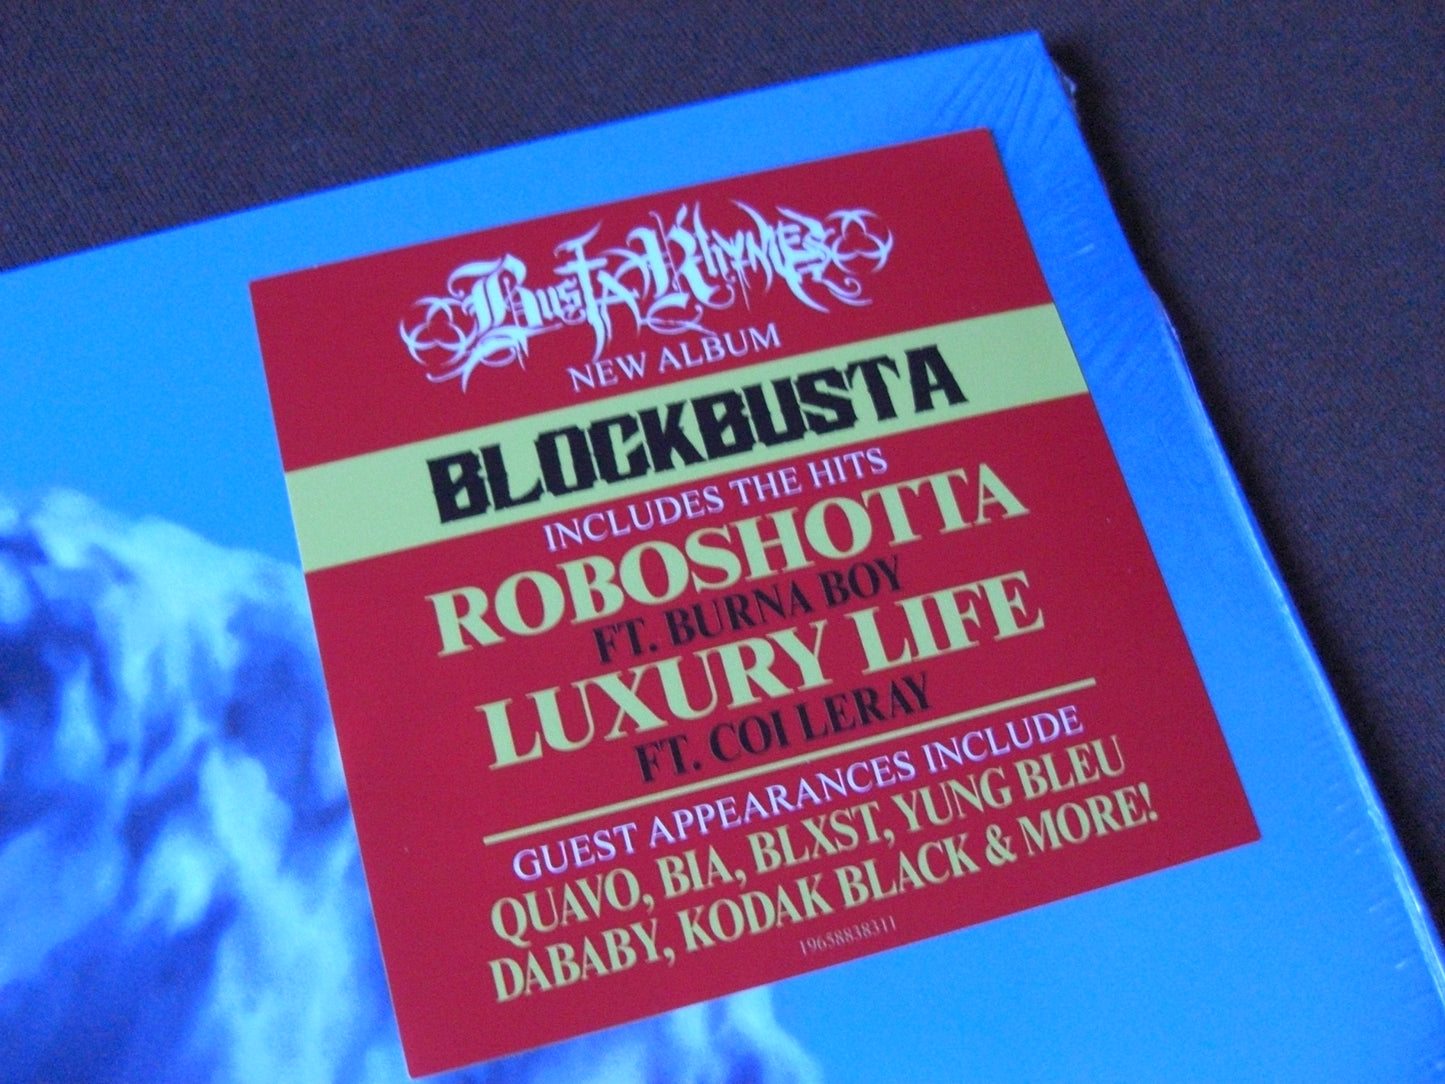 BUSTA RHYMES
NEW ALBUM
BLOCKBUSTA
INCLUDES THE HITS
ROBOSHOTTA
FT. BURNA BOY
LUXURY LIFE
FT. COI LERAY
GUEST APPEARANCES INCLUDE
QUAVO, BIA, BLXST, YUNG BLEU
DABABY, KODAK BLACK & MORE!
19658838311